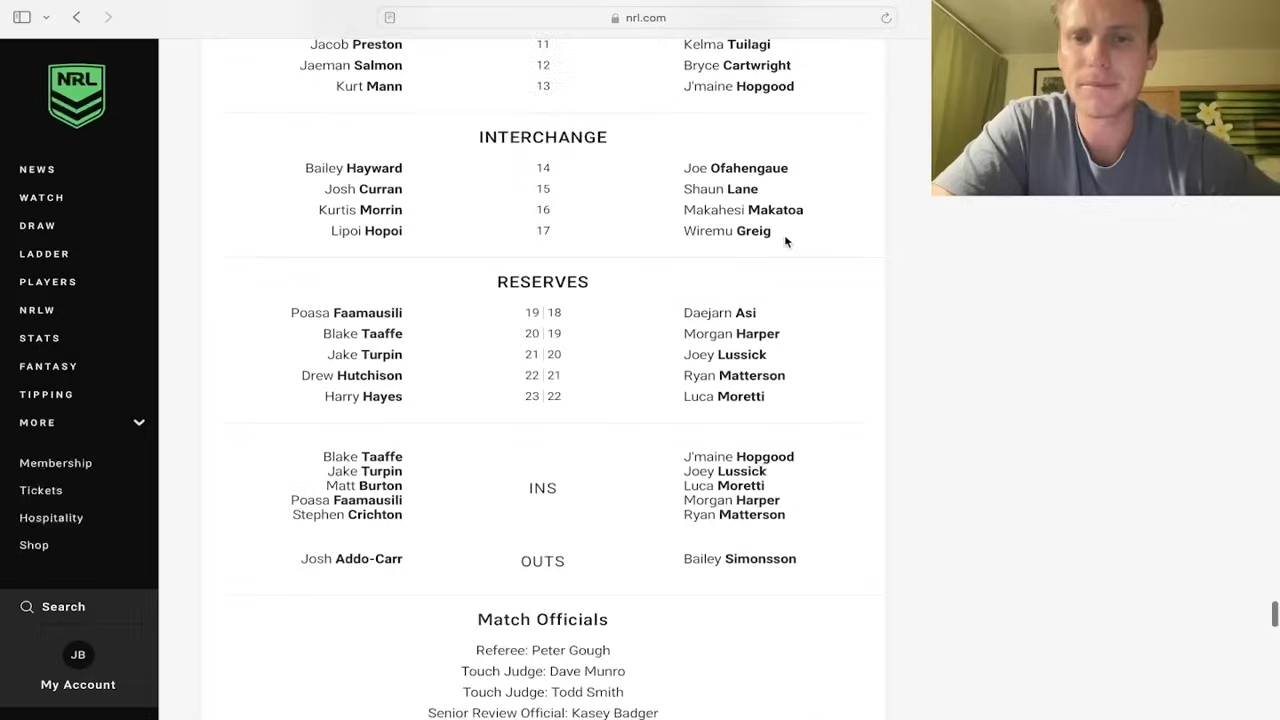 nrl.com
NRL
NEWS
WATCH
DRAW
LADDER
PLAYERS
NRLW
STATS
FANTASY
TIPPING
MORE
Membership
Tickets
Hospitality
Shop
Search
JB
My Account
Jacob Preston 11 Kelma Tuilagi
Jaeman Salmon 12 Bryce Cartwright
Kurt Mann 13 J'maine Hopgood
INTERCHANGE
Bailey Hayward 14 Joe Ofahengaue
Josh Curran 15 Shaun Lane
Kurtis Morrin 16 Makahesi Makatoa
Lipoi Hopoi 17 Wiremu Greig
RESERVES
Poasa Faamausili 19 | 18 Daejarn Asi
Blake Taaffe 20 | 19 Morgan Harper
Jake Turpin 21 | 20 Joey Lussick
Drew Hutchison 22 | 21 Ryan Matterson
Harry Hayes 23 | 22 Luca Moretti
Blake Taaffe J'maine Hopgood
Jake Turpin Joey Lussick
Matt Burton INS Luca Moretti
Poasa Faamausili Morgan Harper
Stephen Crichton Ryan Matterson
Josh Addo-Carr OUTS Bailey Simonsson
Match Officials
Referee: Peter Gough
Touch Judge: Dave Munro
Touch Judge: Todd Smith
Senior Review Official: Kasey Badger